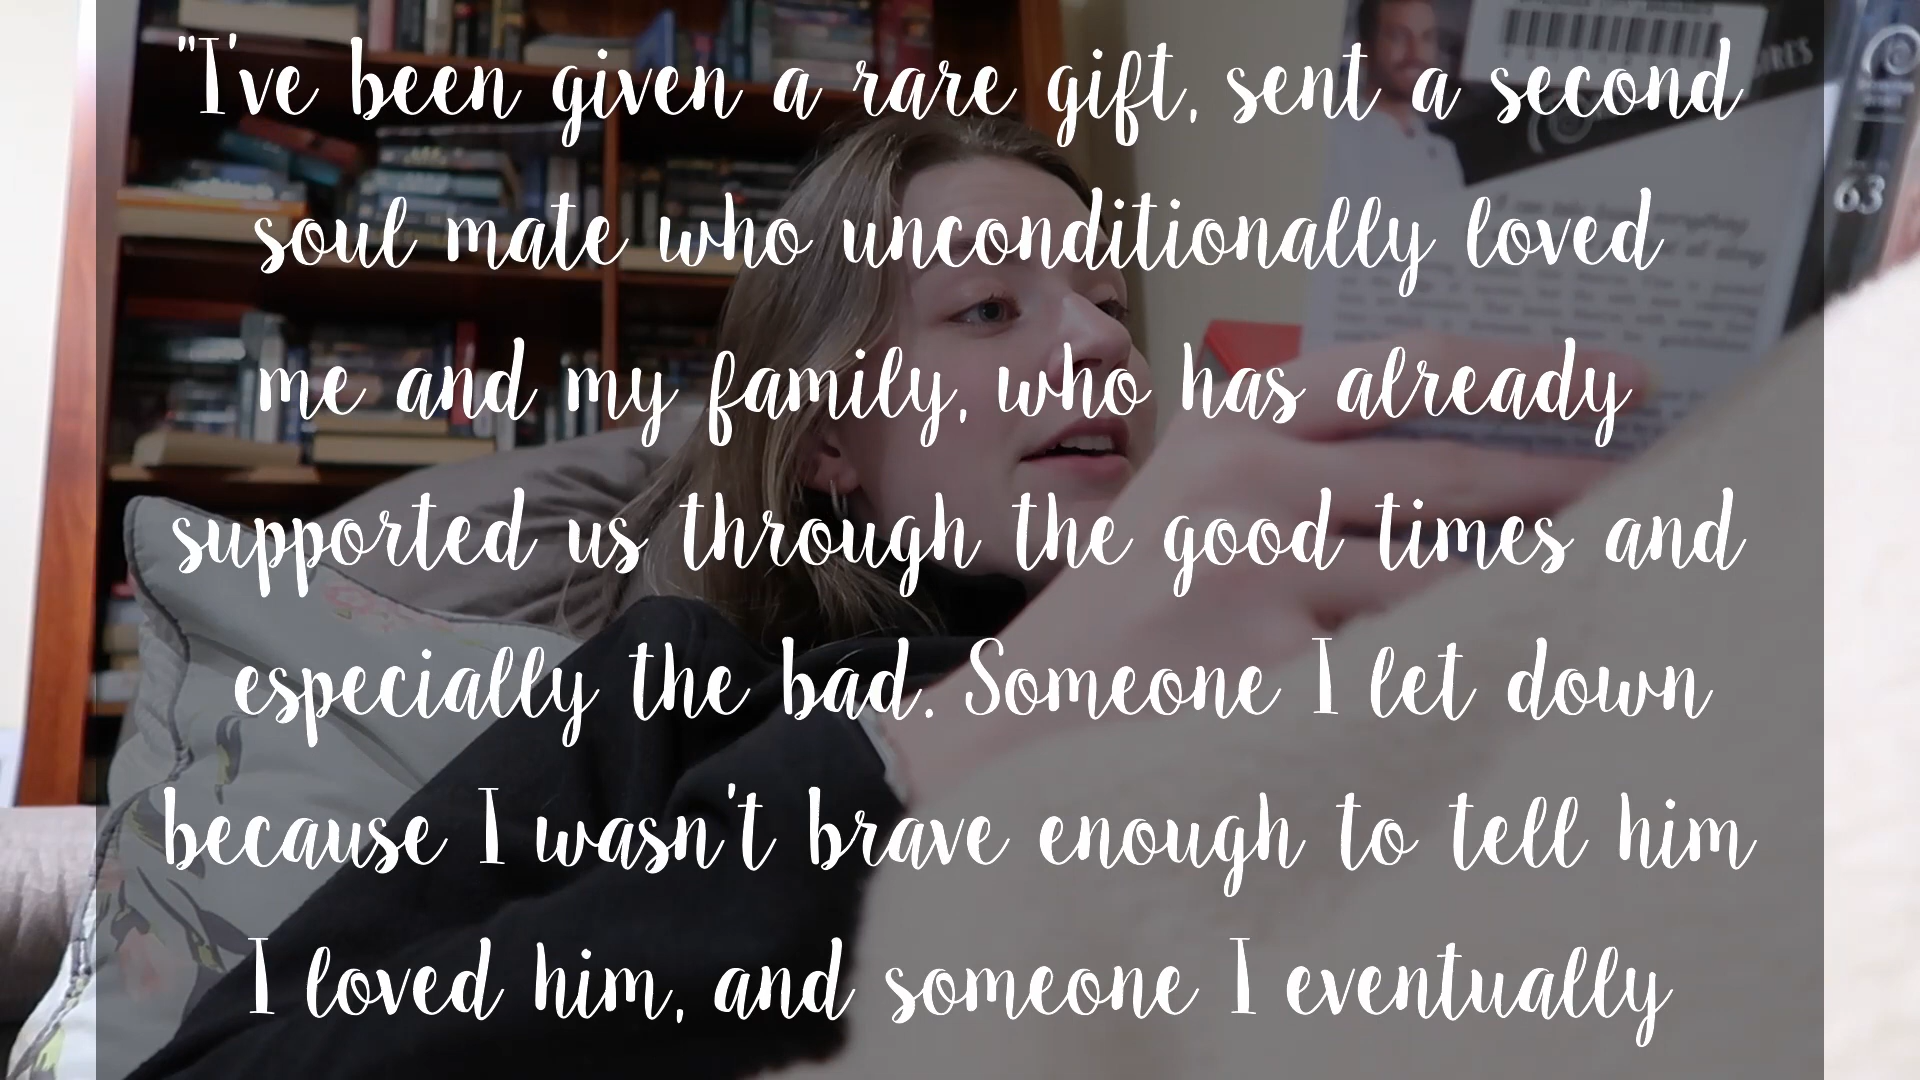 "I've been given a rare gift, sent a second
soul mate who unconditionally loved
me and my family, who has already
supported us through the good times and
especially the bad. Someone I let down
because I wasn't brave enough to tell him
I loved him, and someone I eventually
63